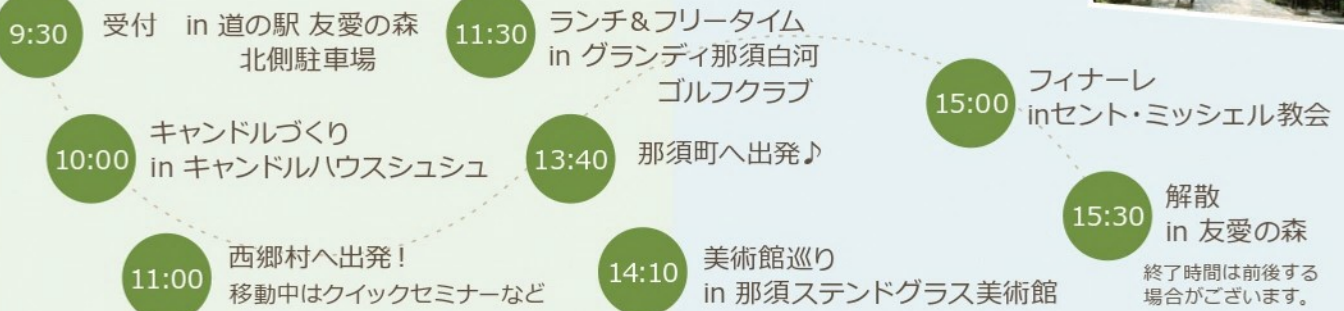 9:30
受付 in 道の駅 友愛の森
北側駐車場
10:00
キャンドルづくり
in キャンドルハウスシュシュ
11:00
西郷村へ出発!
移動中はクイックセミナーなど
11:30
ランチ&フリータイム
in グランディ那須白河
ゴルフクラブ
13:40
那須町へ出発♪
14:10
美術館巡り
in 那須ステンドグラス美術館
15:00
フィナーレ
inセント・ミッシェル教会
15:30
解散
in 友愛の森
終了時間は前後する
場合がございます。